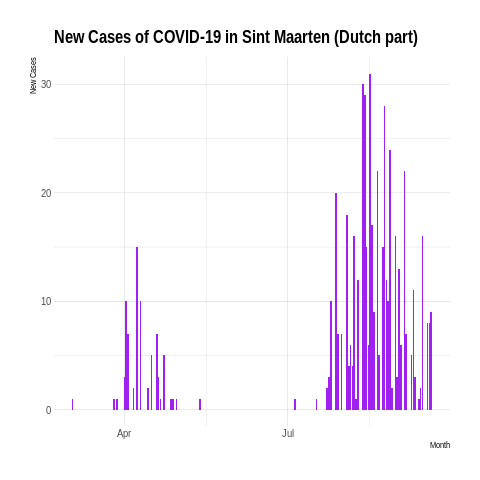 New Cases of COVID-19 in Sint Maarten (Dutch part)
New Cases
30
20
10
0
Apr
Jul
Month